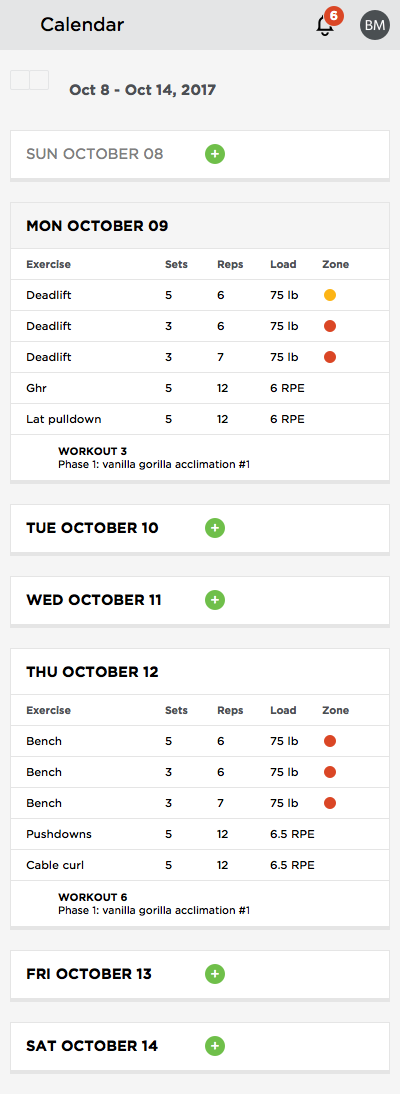 Calendar
6
BM
Oct 8 - Oct 14, 2017
SUN OCTOBER 08
MON OCTOBER 09
Exercise Sets Reps Load Zone
Deadlift 5 6 75 lb
Deadlift 3 6 75 lb
Deadlift 3 7 75 lb
Ghr 5 12 6 RPE
Lat pulldown 5 12 6 RPE
WORKOUT 3
Phase 1: vanilla gorilla acclimation #1
TUE OCTOBER 10
WED OCTOBER 11
THU OCTOBER 12
Exercise Sets Reps Load Zone
Bench 5 6 75 lb
Bench 3 6 75 lb
Bench 3 7 75 lb
Pushdowns 5 12 6.5 RPE
Cable curl 5 12 6.5 RPE
WORKOUT 6
Phase 1: vanilla gorilla acclimation #1
FRI OCTOBER 13
SAT OCTOBER 14